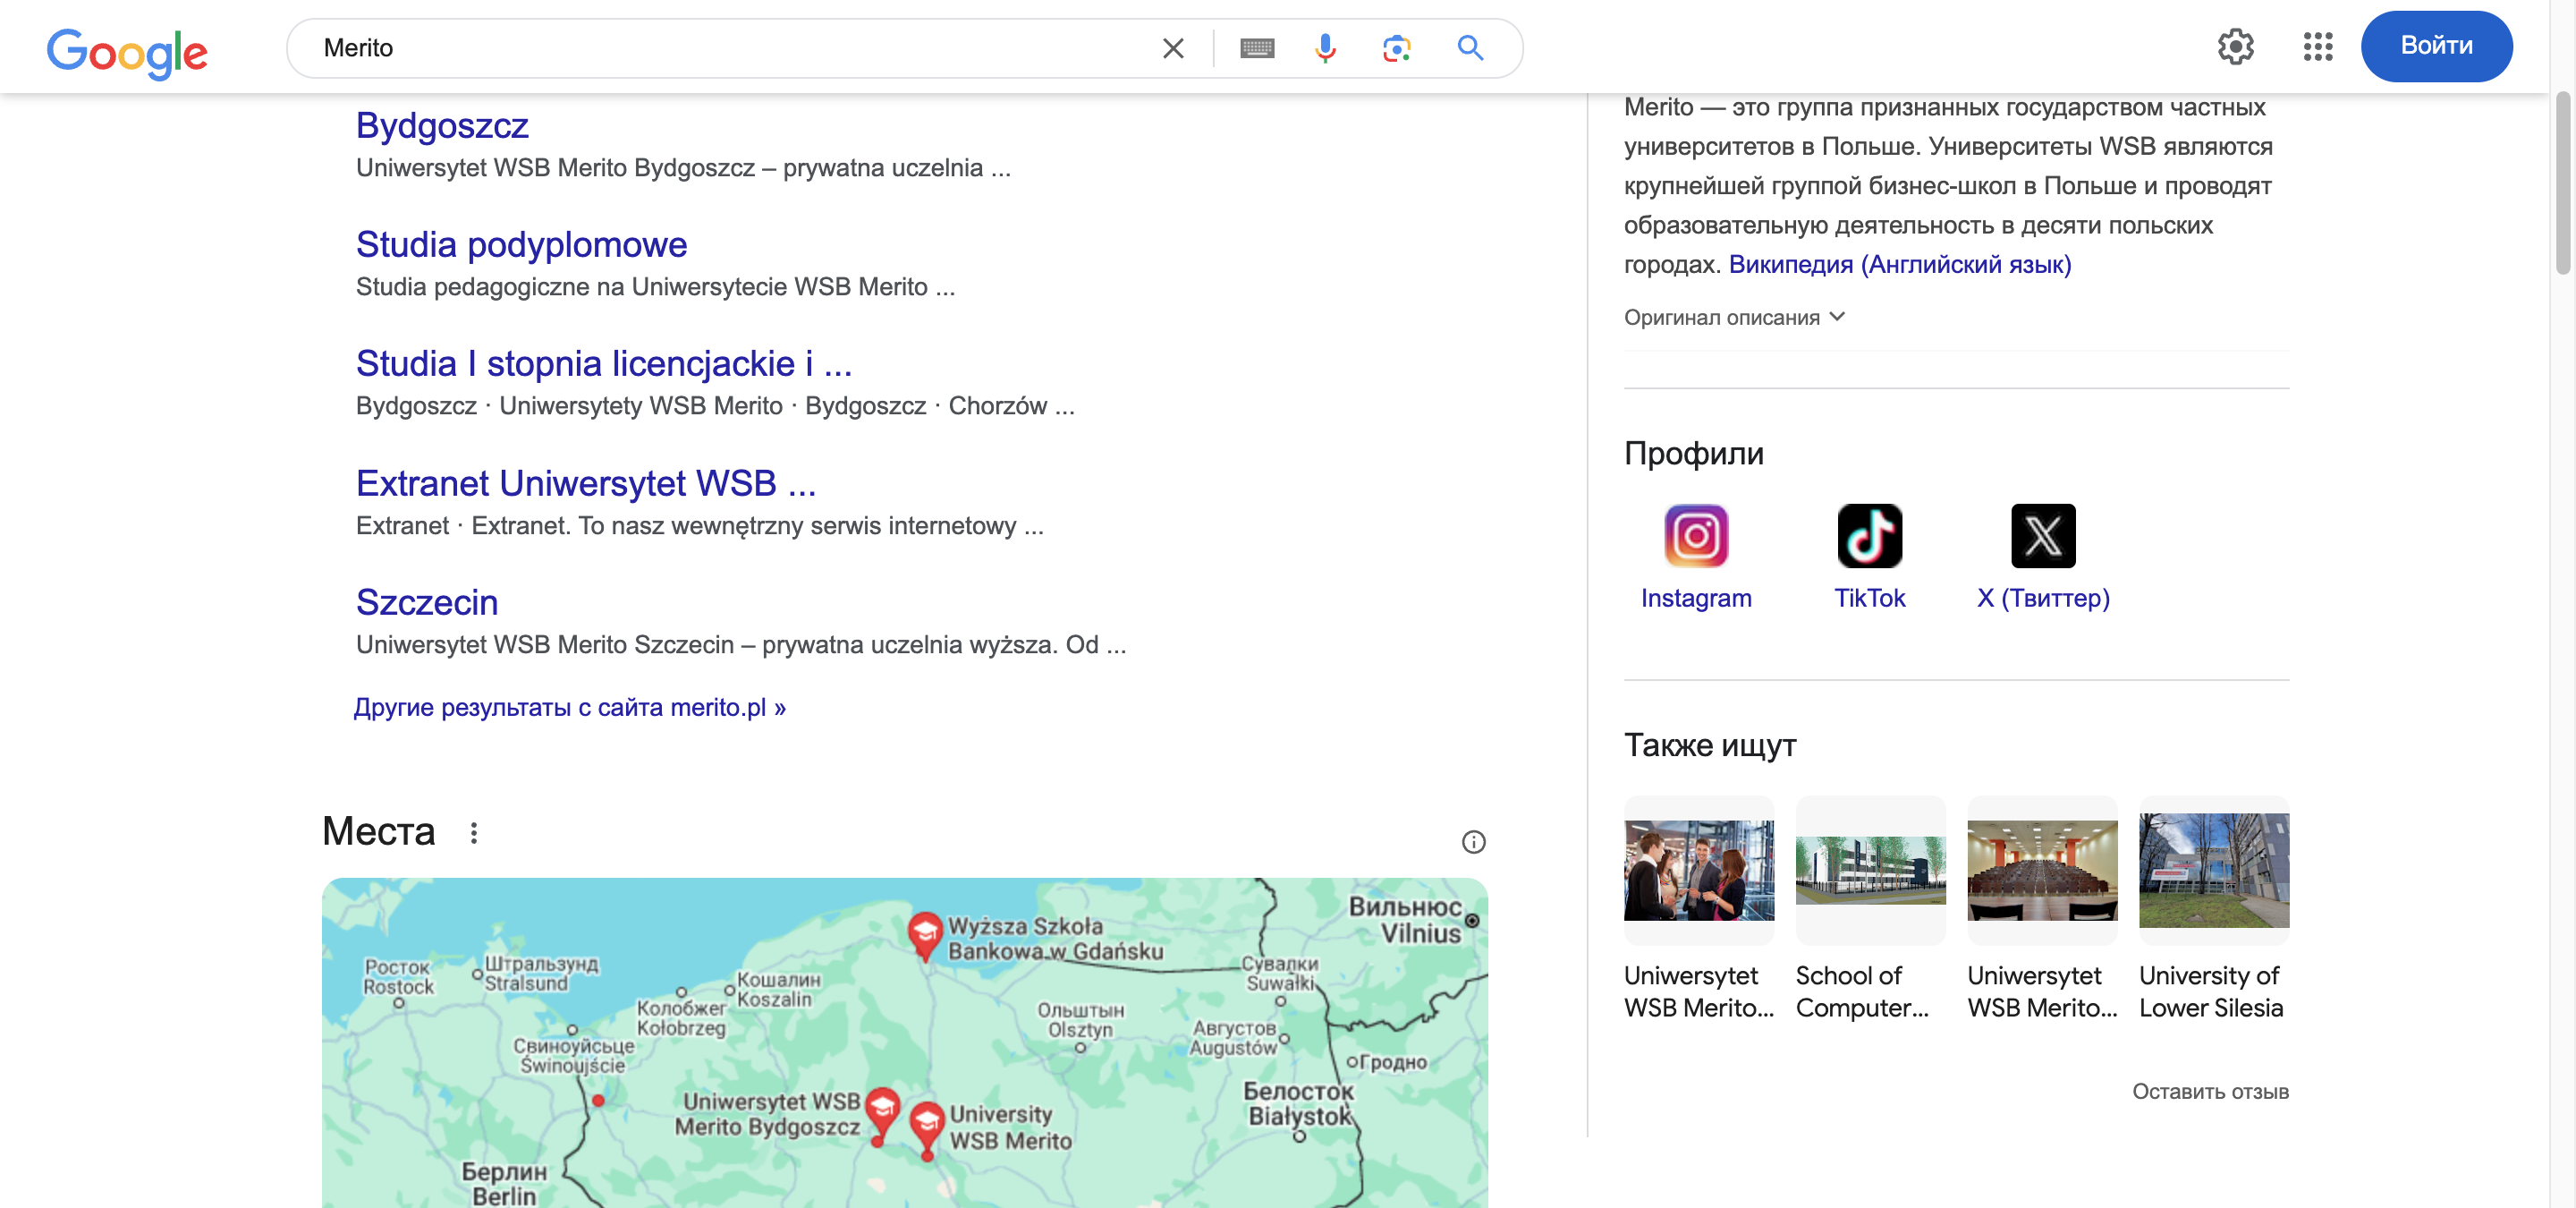 Google
Merito
Войти
Bydgoszcz
Uniwersytet WSB Merito Bydgoszcz – prywatna uczelnia ...
Studia podyplomowe
Studia pedagogiczne na Uniwersytecie WSB Merito ...
Studia I stopnia licencjackie i ...
Bydgoszcz · Uniwersytety WSB Merito · Bydgoszcz · Chorzów ...
Extranet Uniwersytet WSB ...
Extranet · Extranet. To nasz wewnętrzny serwis internetowy ...
Szczecin
Uniwersytet WSB Merito Szczecin – prywatna uczelnia wyższa. Od ...
Другие результаты с сайта merito.pl »
Места
Wyższa Szkoła
Bankowa w Gdańsku
Вильнюс
Vilnius
Росток
Rostock
Штральзунд
Stralsund
Кошалин
Koszalin
Колобжег
Kołobrzeg
Сувалки
Suwałki
Ольштын
Olsztyn
Августов
Augustów
Свиноуйсьце
Świnoujście
Гродно
Белосток
Białystok
Uniwersytet WSB
Merito Bydgoszcz
University
WSB Merito
Берлин
Berlin
Merito — это группа признанных государством частных
университетов в Польше. Университеты WSB являются
крупнейшей группой бизнес-школ в Польше и проводят
образовательную деятельность в десяти польских
городах. Википедия (Английский язык)
Оригинал описания
Профили
Instagram
TikTok
X (Твиттер)
Также ищут
Uniwersytet
WSB Merito...
School of
Computer...
Uniwersytet
WSB Merito...
University of
Lower Silesia
Оставить отзыв